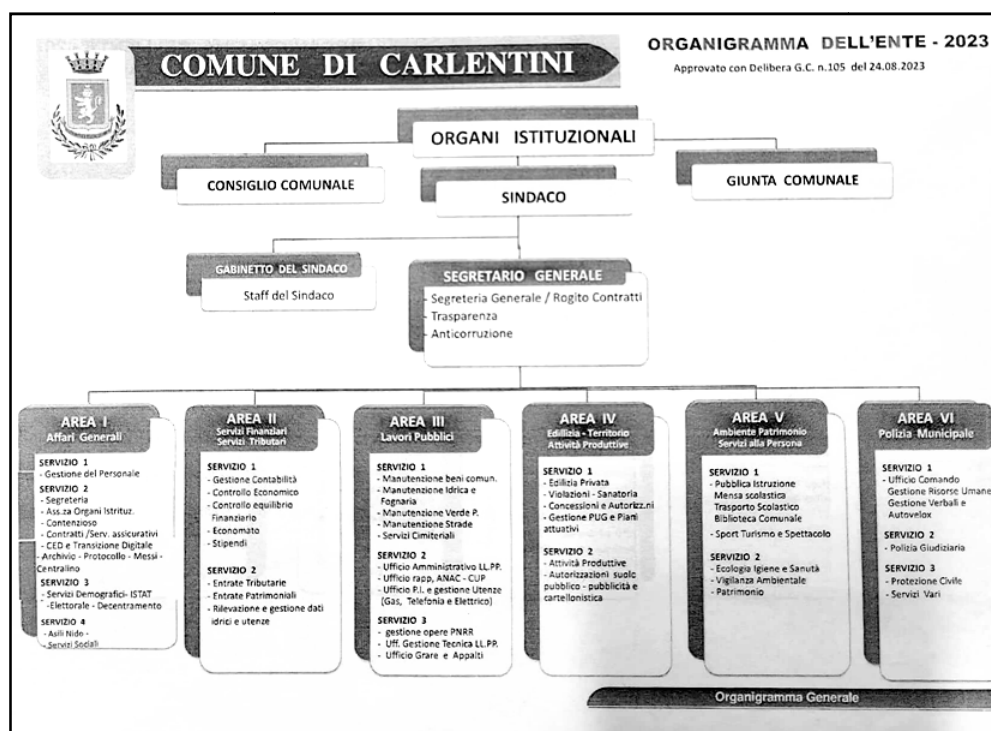 COMUNE DI CARLENTINI
ORGANIGRAMMA DELL'ENTE - 2023
Approvato con Delibera G.C. n.105 del 24.08.2023
ORGANI ISTITUZIONALI
CONSIGLIO COMUNALE
SINDACO
GIUNTA COMUNALE
GABINETTO DEL SINDACO
Staff del Sindaco
SEGRETARIO GENERALE
- Segreteria Generale / Rogito Contratti
- Trasparenza
- Anticorruzione
AREA I
Affari Generali
SERVIZIO 1
- Gestione del Personale
SERVIZIO 2
- Segreteria
- Ass.za Organi Istrituz.
- Contenzioso
- Contratti /Serv. assicurativi
- CED e Transizione Digitale
- Archivio - Protocollo - Messi -
Centralino
SERVIZIO 3
- Servizi Demografici- ISTAT
-Elettorale - Decentramento
SERVIZIO 4
- Asili Nido -
- Servizi Sociali
AREA II
Servizi Finanziari
Servizi Tributari
SERVIZIO 1
- Gestione Contabilità
- Controllo Economico
- Controllo equilibrio
Finanziario
- Economato
- Stipendi
SERVIZIO 2
- Entrate Tributarie
- Entrate Patrimoniali
- Rilevazione e gestione dati
idrici e utenze
AREA III
Lavori Pubblici
SERVIZIO 1
- Manutenzione beni comun.
- Manutenzione Idrica e
Fognaria
- Manutenzione Verde P.
- Manutenzione Strade
- Servizi Cimiteriali
SERVIZIO 2
- Ufficio Amministrativo LL.PP.
- Ufficio rapp, ANAC - CUP
- Ufficio P.I. e gestione Utenze
(Gas, Telefonia e Elettrico)
SERVIZIO 3
- gestione opere PNRR
- Uff. Gestione Tecnica LL.PP.
- Ufficio Grare e Appalti
AREA IV
Edillizia - Territorio
Attività Produttive
SERVIZIO 1
- Edilizia Privata
- Violazioni - Sanatoria
- Concessioni e Autorizz.ni
- Gestione PUG e Piani
attuativi
SERVIZIO 2
- Attività Produttive
- Autorizzazioni suolo
pubblico - pubblicità e
cartellonistica
AREA V
Ambiente Patrimonio
Servizi alla Persona
SERVIZIO 1
- Pubblica Istruzione
Mensa scolastica
Trasporto Scolastico
Biblioteca Comunale
- Sport Turismo e Spettacolo
SERVIZIO 2
- Ecologia Igiene e Sanità
- Vigilanza Ambientale
- Patrimonio
AREA VI
Polizia Municipale
SERVIZIO 1
- Ufficio Comando
Gestione Risorse Umane
Gestione Verbali e
Autovelox
SERVIZIO 2
- Polizia Giudiziaria
SERVIZIO 3
- Protezione Civile
- Servizi Vari
Organigramma Generale